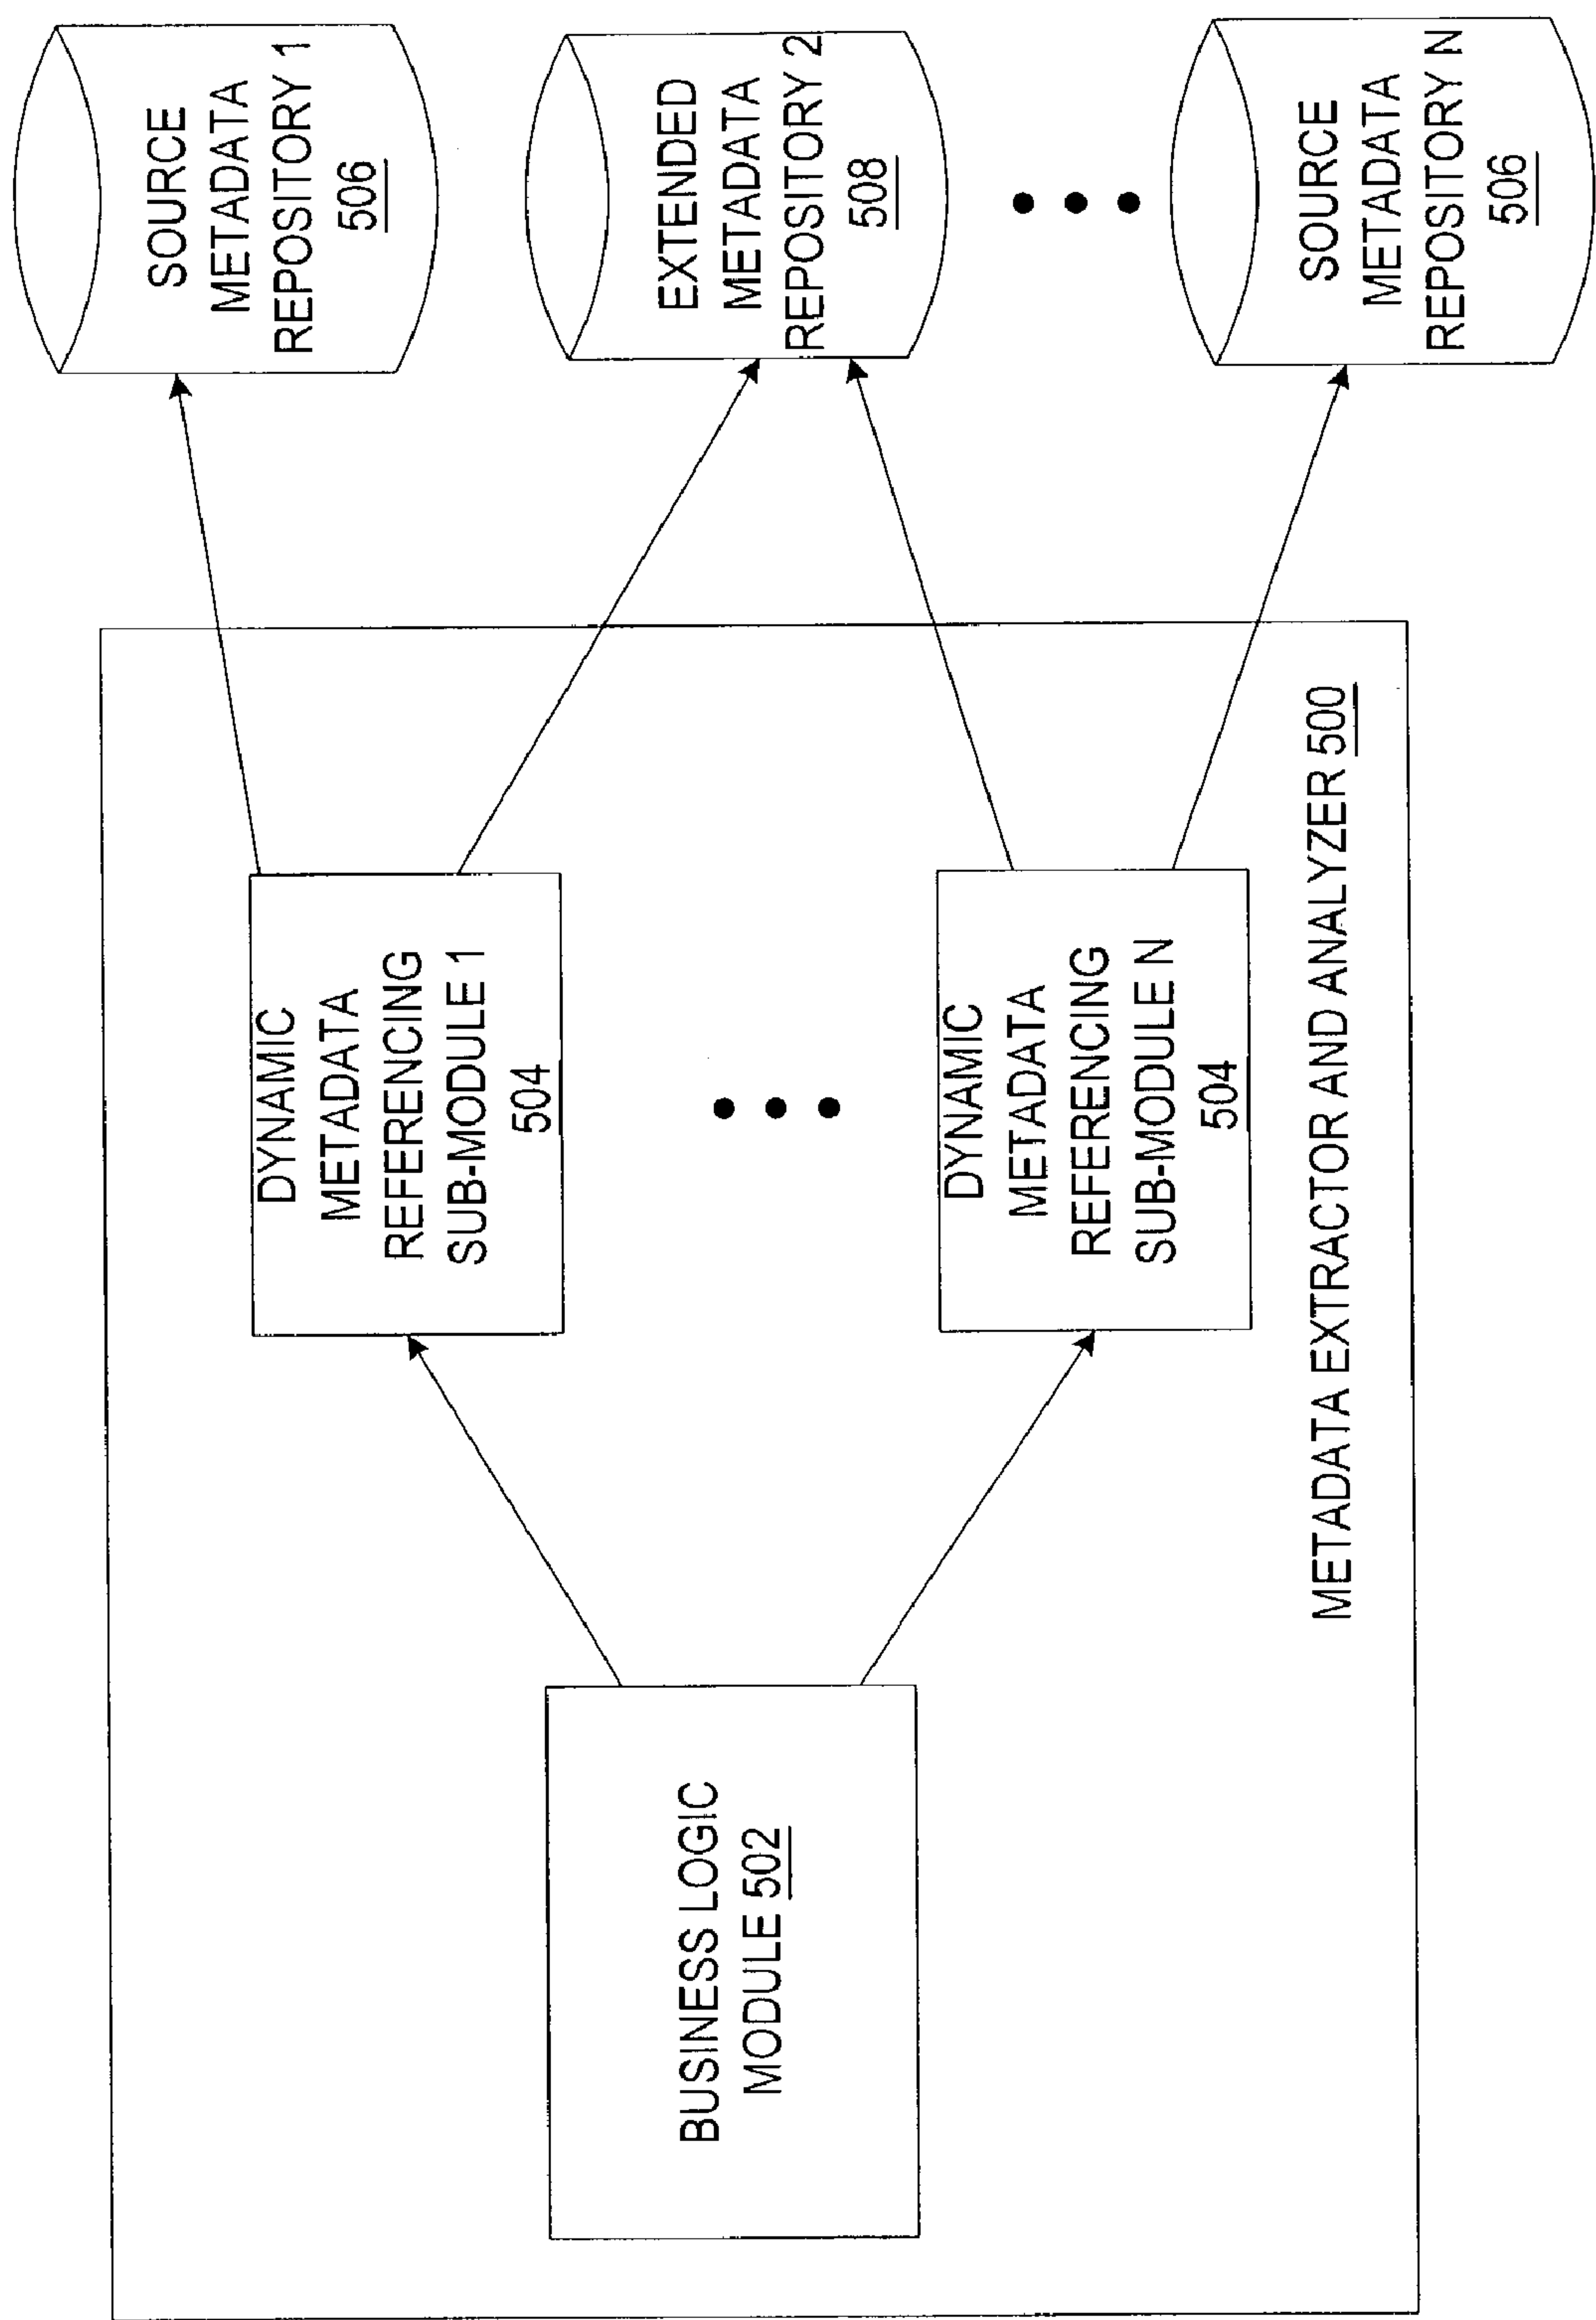 BUSINESS LOGIC
MODULE 502
DYNAMIC
METADATA
REFERENCING
SUB-MODULE 1
504
DYNAMIC
METADATA
REFERENCING
SUB-MODULE N
504
METADATA EXTRACTOR AND ANALYZER 500
SOURCE
METADATA
REPOSITORY 1
506
EXTENDED
METADATA
REPOSITORY 2
508
SOURCE
METADATA
REPOSITORY N
506